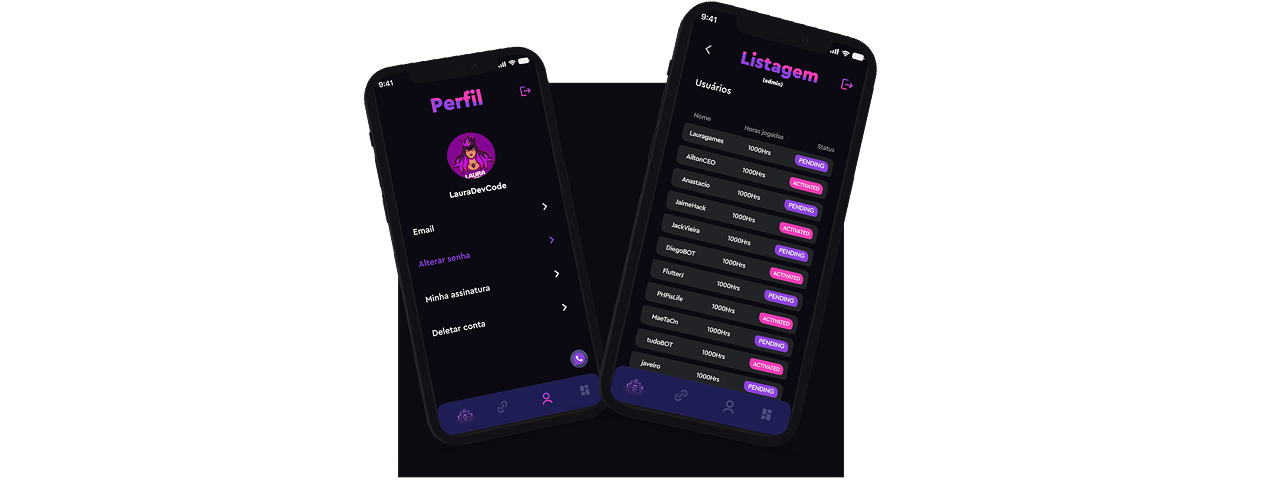 9:41
Perfil
LAURA
LauraDevCode
Email
Alterar senha
Minha assinatura
Deletar conta
9:41
Listagem
(admin)
Usuários
Nome Horas jogadas Status
Lauragames 1000Hrs PENDING
AiltonCEO 1000Hrs ACTIVATED
Anastacio 1000Hrs PENDING
JaimeHack 1000Hrs ACTIVATED
JackVieira 1000Hrs PENDING
DiegoBOT 1000Hrs ACTIVATED
FlutterJ 1000Hrs PENDING
PHPisLife 1000Hrs ACTIVATED
MaeTaOn 1000Hrs PENDING
tudoBOT 1000Hrs ACTIVATED
javeiro 1000Hrs PENDING